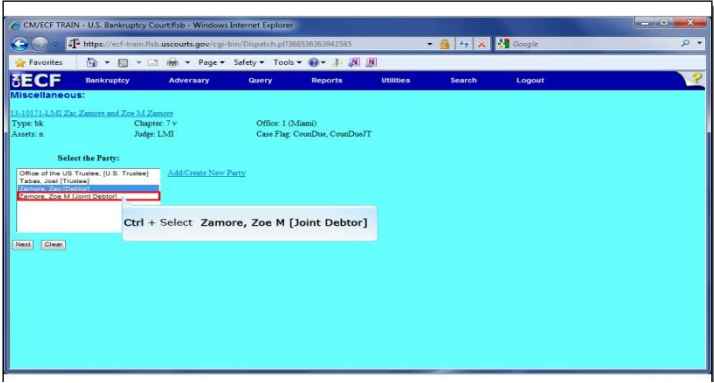 CM/ECF TRAIN - U.S. Bankruptcy Court:flsb - Windows Internet Explorer
https://ecf-train.flsb.uscourts.gov/cgi-bin/Dispatch.pl?368536363942585
Google
Favorites Page Safety Tools
ECF Bankruptcy Adversary Query Reports Utilities Search Logout ?
Miscellaneous:
13-10171-LMI Zac Zamore and Zoe M Zamore
Type: bk Chapter: 7 v Office: 1 (Miami)
Assets: n Judge: LMI Case Flag: CounDue, CounDueJT
Select the Party:
Office of the US Trustee, [U.S. Trustee] Add/Create New Party
Tabas, Joel [Trustee]
Zamore, Zac [Debtor]
Zamore, Zoe M [Joint Debtor]
Ctrl + Select Zamore, Zoe M [Joint Debtor]
Next Clear